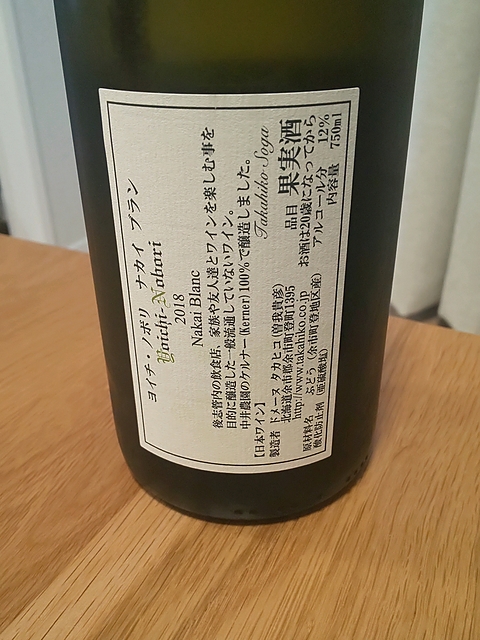 ヨイチ・ノボリ　ナカイ　ブラン
Yoichi-Nobori
2018
Nakai Blanc
後志管内の飲食店、家族や友人達とワインを楽しむ事を
目的に醸造した一般流通していないワイン。
中井農園のケルナー(Kerner)100%で醸造しました。
Takahiko Soga
【日本ワイン】
製造者　ドメーヌ　タカヒコ(曽我貴彦)
北海道余市郡余市町登町1395
http://www.takahiko.co.jp
原材料名　ぶどう（余市町登地区産）
酸化防止剤（亜硫酸塩）
品目　果実酒
お酒は20歳になってから
アルコール分　12%
内容量　750ml